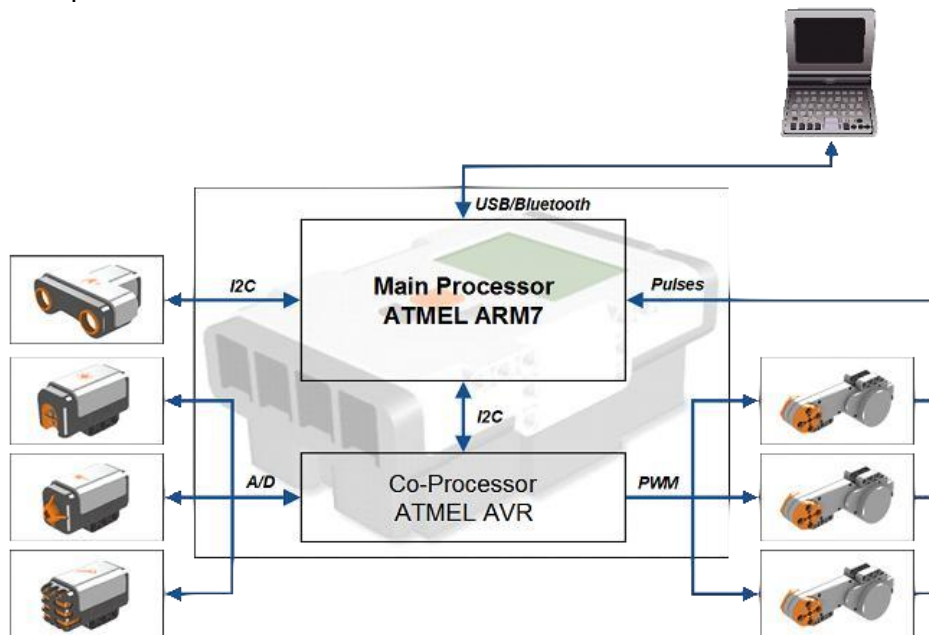 USB/Bluetooth
I2C
Main Processor
ATMEL ARM7
Pulses
I2C
A/D
Co-Processor
ATMEL AVR
PWM